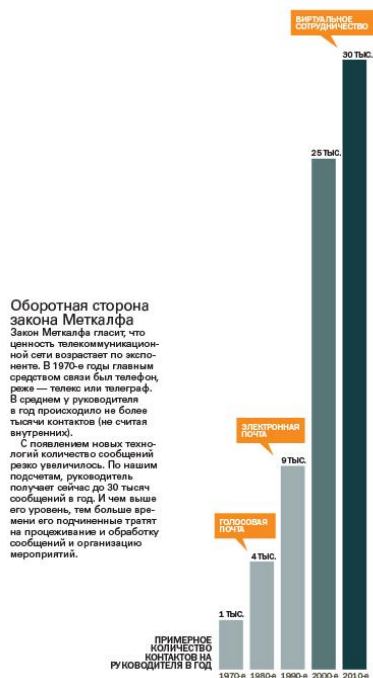 ВИРТУАЛЬНОЕ
СОТРУДНИЧЕСТВО
30 ТЫС.
25 ТЫС.
Оборотная сторона
закона Меткалфа
Закон Меткалфа гласит, что
ценность телекоммуникацион-
ной сети возрастает по экспо-
ненте. В 1970-е годы главным
средством связи был телефон,
реже — телекс или телеграф.
В среднем у руководителя
в год происходило не более
тысячи контактов (не считая
внутренних).
С появлением новых техно-
логий количество сообщений
резко увеличилось. По нашим
подсчетам, руководитель
получает сейчас до 30 тысяч
сообщений в год. И чем выше
его уровень, тем больше вре-
мени его подчиненные тратят
на процеживание и обработку
сообщений и организацию
мероприятий.
ЭЛЕКТРОННАЯ
ПОЧТА
9 ТЫС.
ГОЛОСОВАЯ
ПОЧТА
4 ТЫС.
1 ТЫС.
ПРИМЕРНОЕ
КОЛИЧЕСТВО
КОНТАКТОВ НА
РУКОВОДИТЕЛЯ В ГОД
1970-е 1980-е 1990-е 2000-е 2010-е